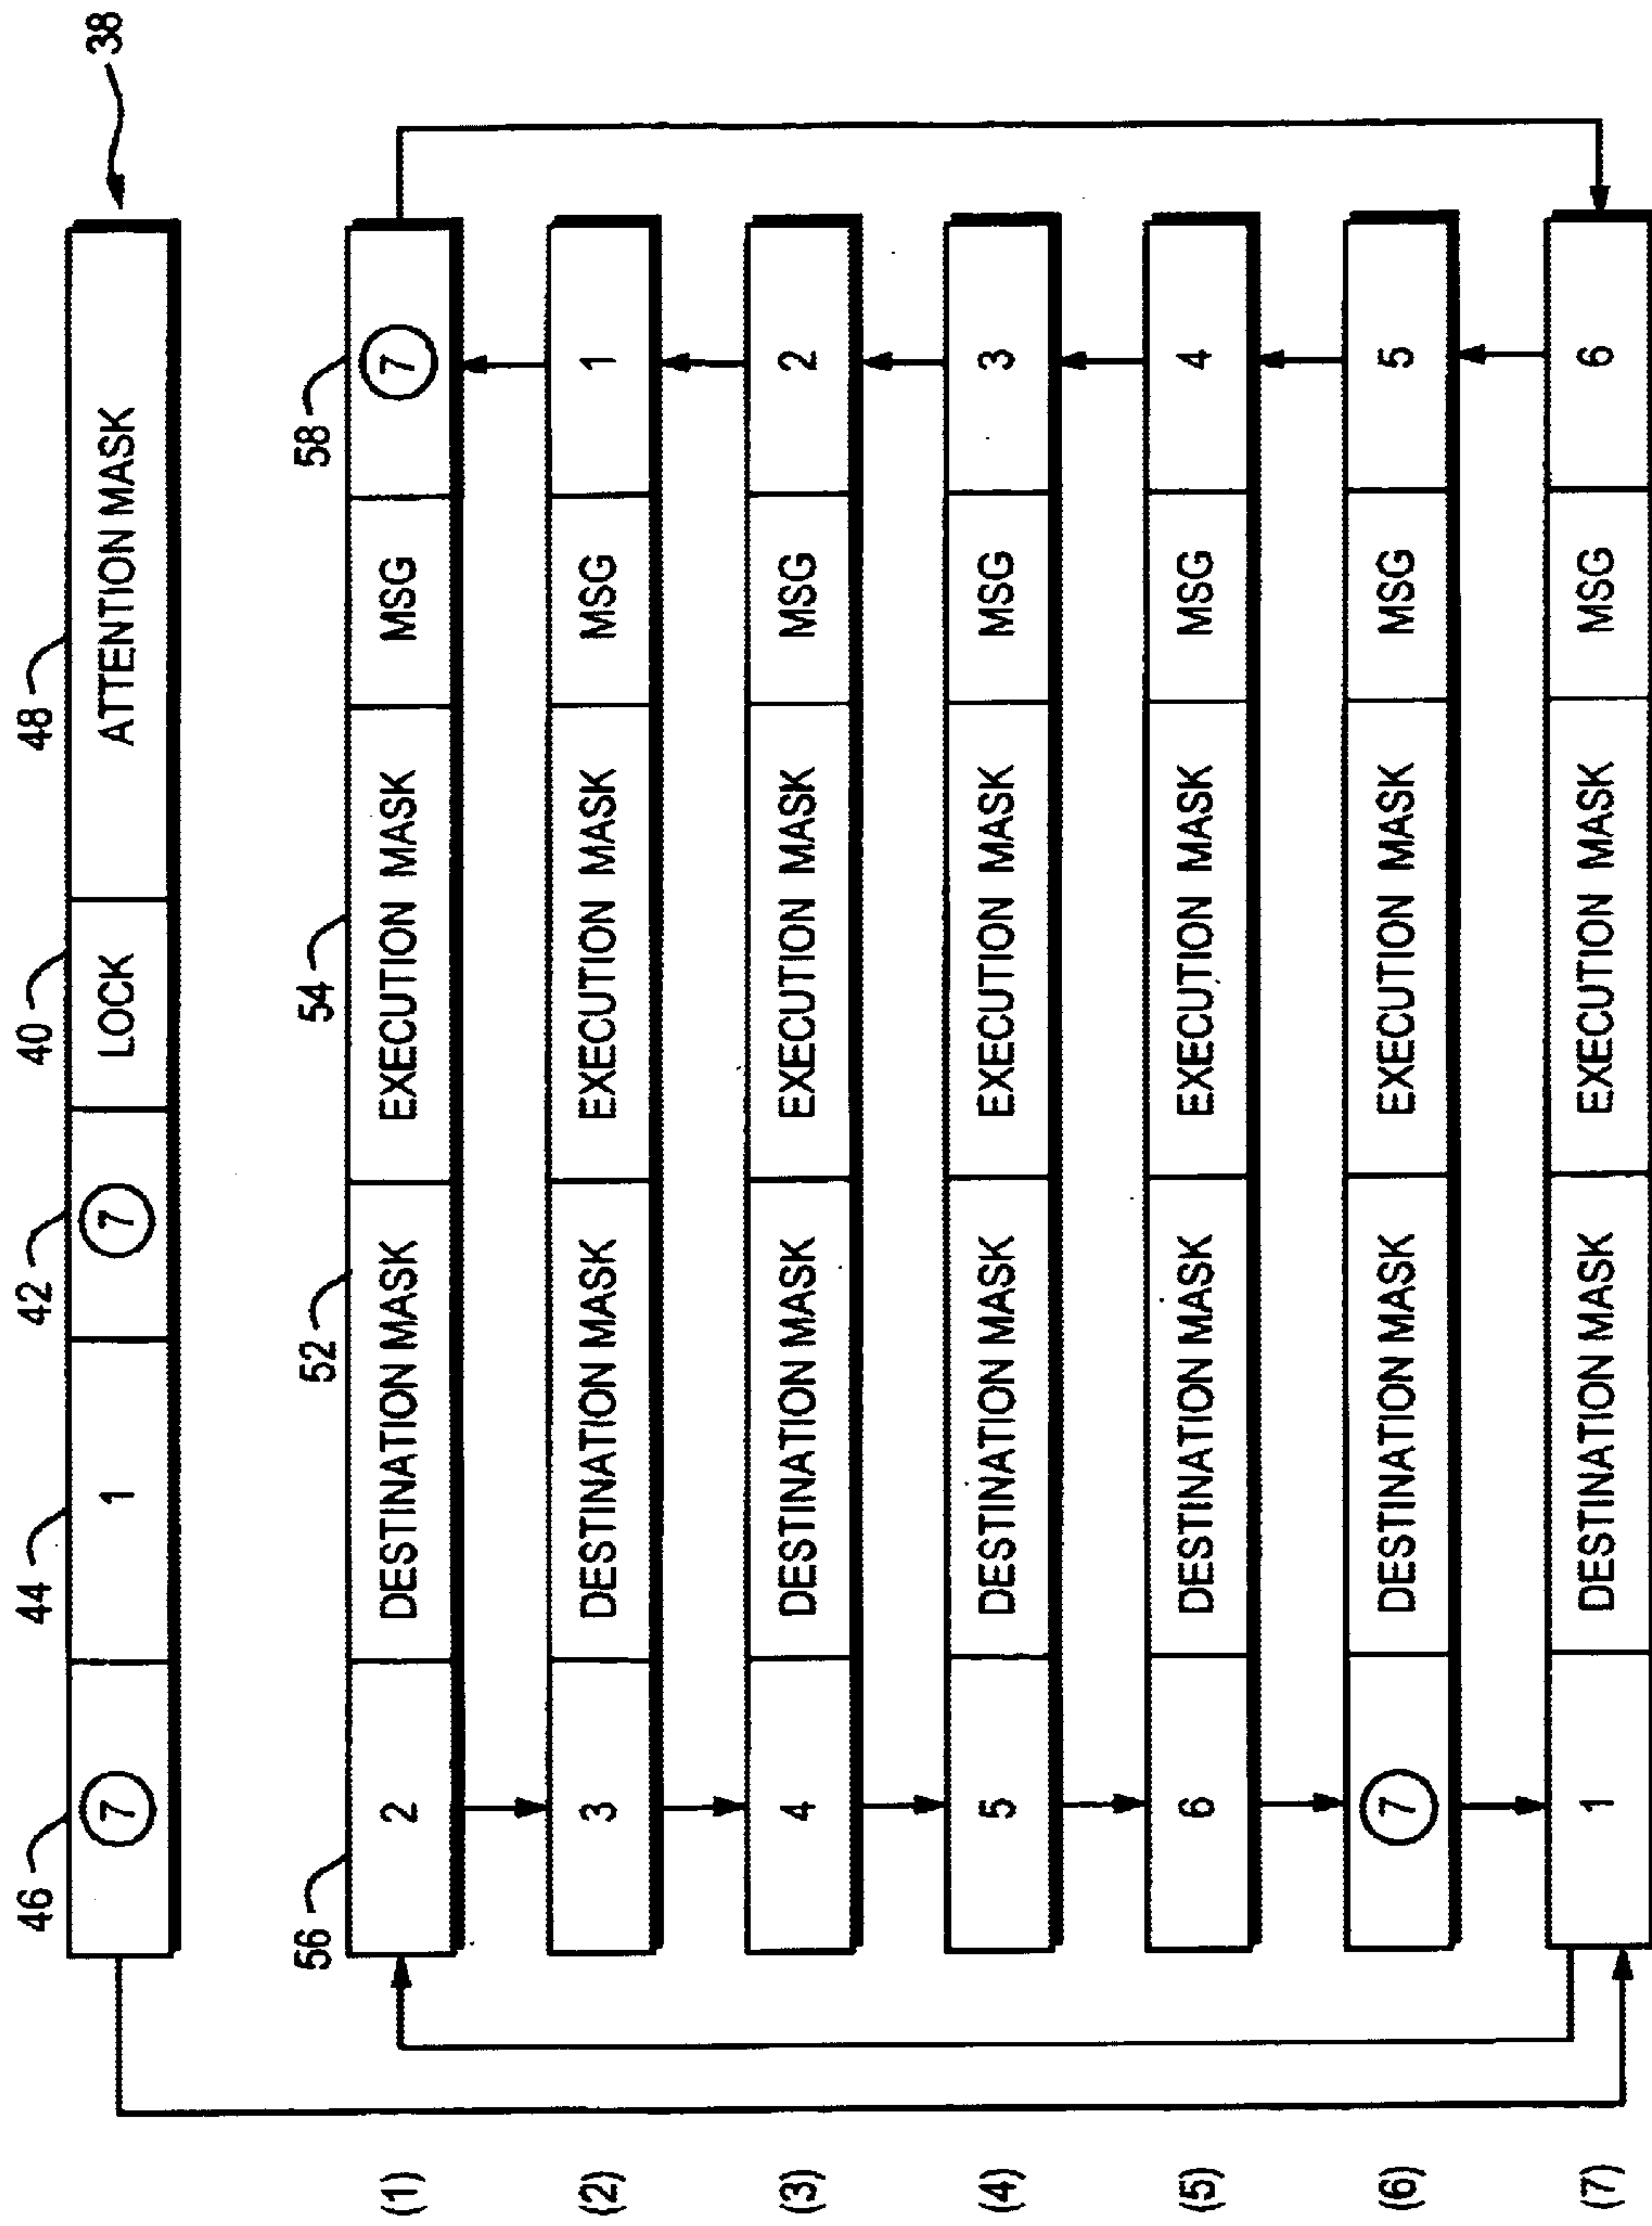 46 44 42 40 48
7 1 7 LOCK ATTENTION MASK 38
56 52 54 58
(1) 2 DESTINATION MASK EXECUTION MASK MSG 7
(2) 3 DESTINATION MASK EXECUTION MASK MSG 1
(3) 4 DESTINATION MASK EXECUTION MASK MSG 2
(4) 5 DESTINATION MASK EXECUTION MASK MSG 3
(5) 6 DESTINATION MASK EXECUTION MASK MSG 4
(6) 7 DESTINATION MASK EXECUTION MASK MSG 5
(7) 1 DESTINATION MASK EXECUTION MASK MSG 6